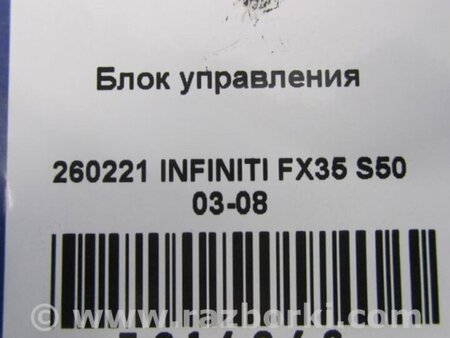 Блок управления
260221 INFINITI FX35 S50
03-08
© www.razborki.com